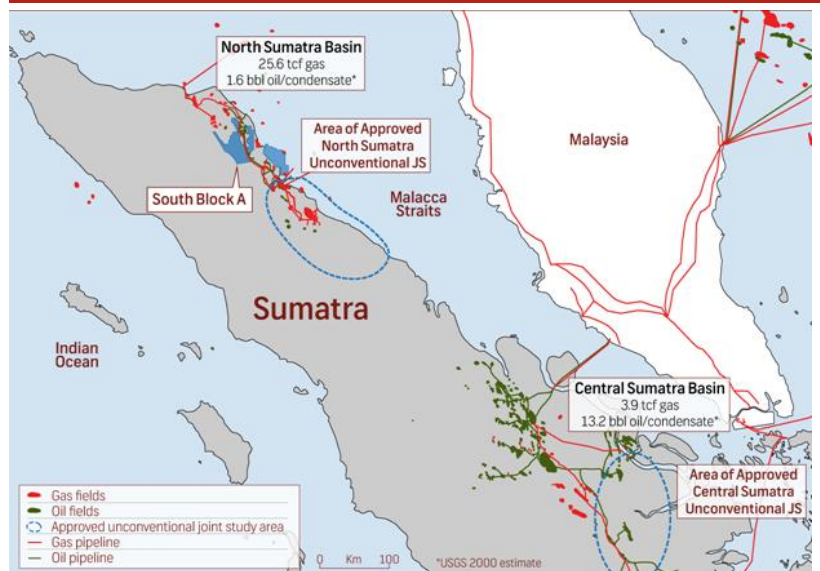 North Sumatra Basin
25.6 tcf gas
1.6 bbl oil/condensate*
Area of Approved
North Sumatra
Unconventional JS
Malaysia
South Block A
Malacca
Straits
Sumatra
Indian
Ocean
Central Sumatra Basin
3.9 tcf gas
13.2 bbl oil/condensate*
Area of Approved
Central Sumatra
Unconventional JS
Gas fields
Oil fields
Approved unconventional joint study area
Gas pipeline
Oil pipeline
0 Km 100
*USGS 2000 estimate